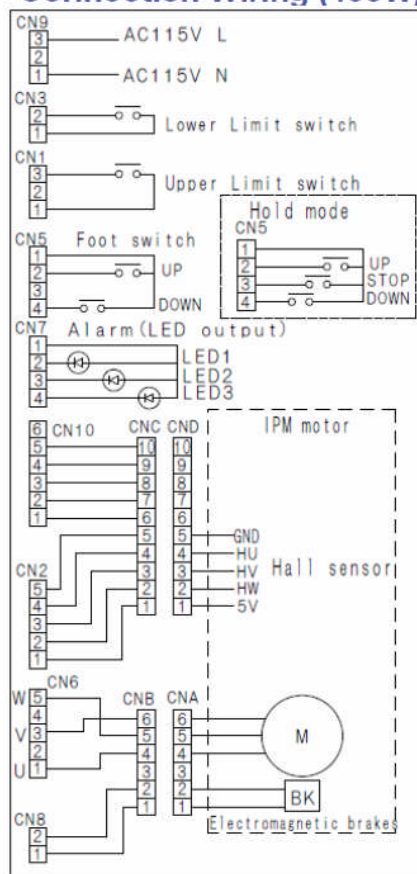 CN9
3 AC115V L
2
1 AC115V N
CN3
2
1
Lower Limit switch
CN1
3
2
1
Upper Limit switch
Hold mode
CN5
1
2 UP
3 STOP
4 DOWN
CN5 Foot switch
1
2 UP
3
4 DOWN
CN7 Alarm(LED output)
1
2 LED1
3 LED2
4 LED3
CN10
6
5
4
3
2
1
CNC
10
9
8
7
6
5
4
3
2
1
CND
10
9
8
7
6
5 GND
4 HU
3 HV
2 HW
1 5V
IPM motor
Hall sensor
CN2
5
4
3
2
1
CN6
W 5
4
V 3
2
U 1
CNB
6
5
4
3
2
1
CNA
6
5
4
3
2
1
M
BK
Electromagnetic brakes
CN8
2
1